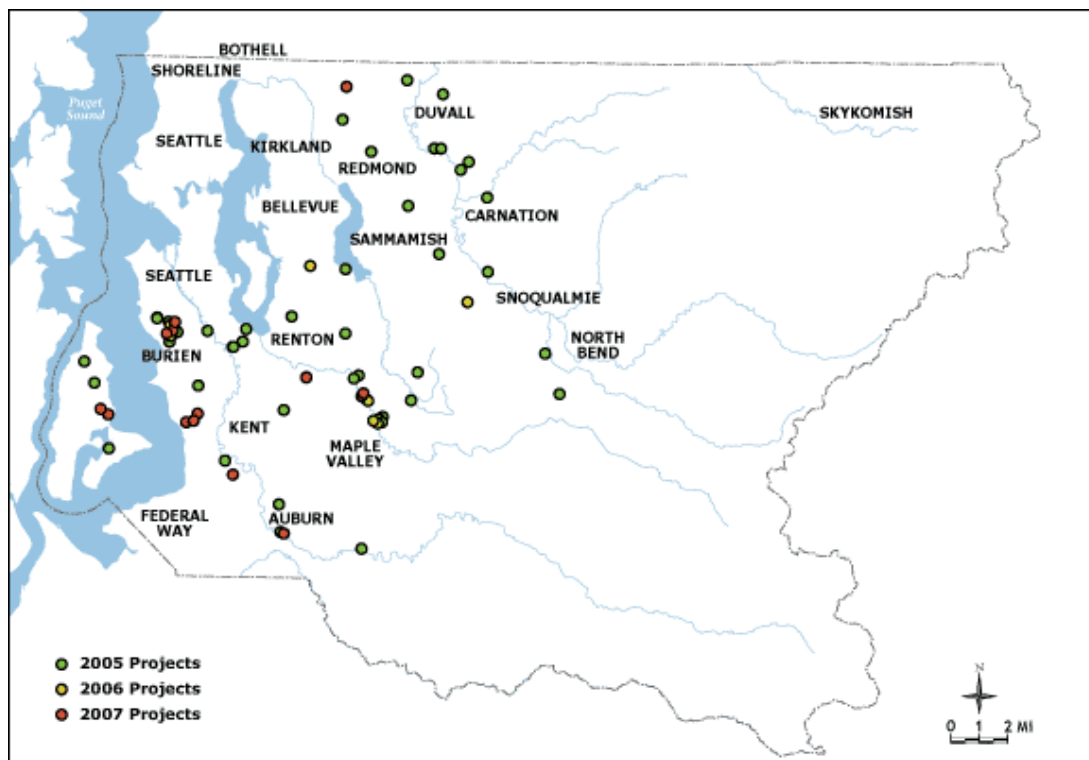 BOTHELL
SHORELINE
Puget
Sound
DUVALL
SKYKOMISH
SEATTLE
KIRKLAND
REDMOND
BELLEVUE
CARNATION
SAMMAMISH
SEATTLE
SNOQUALMIE
RENTON
NORTH
BEND
BURIEN
KENT
MAPLE
VALLEY
FEDERAL
WAY
AUBURN
2005 Projects
2006 Projects
2007 Projects
N
0 1 2 MI